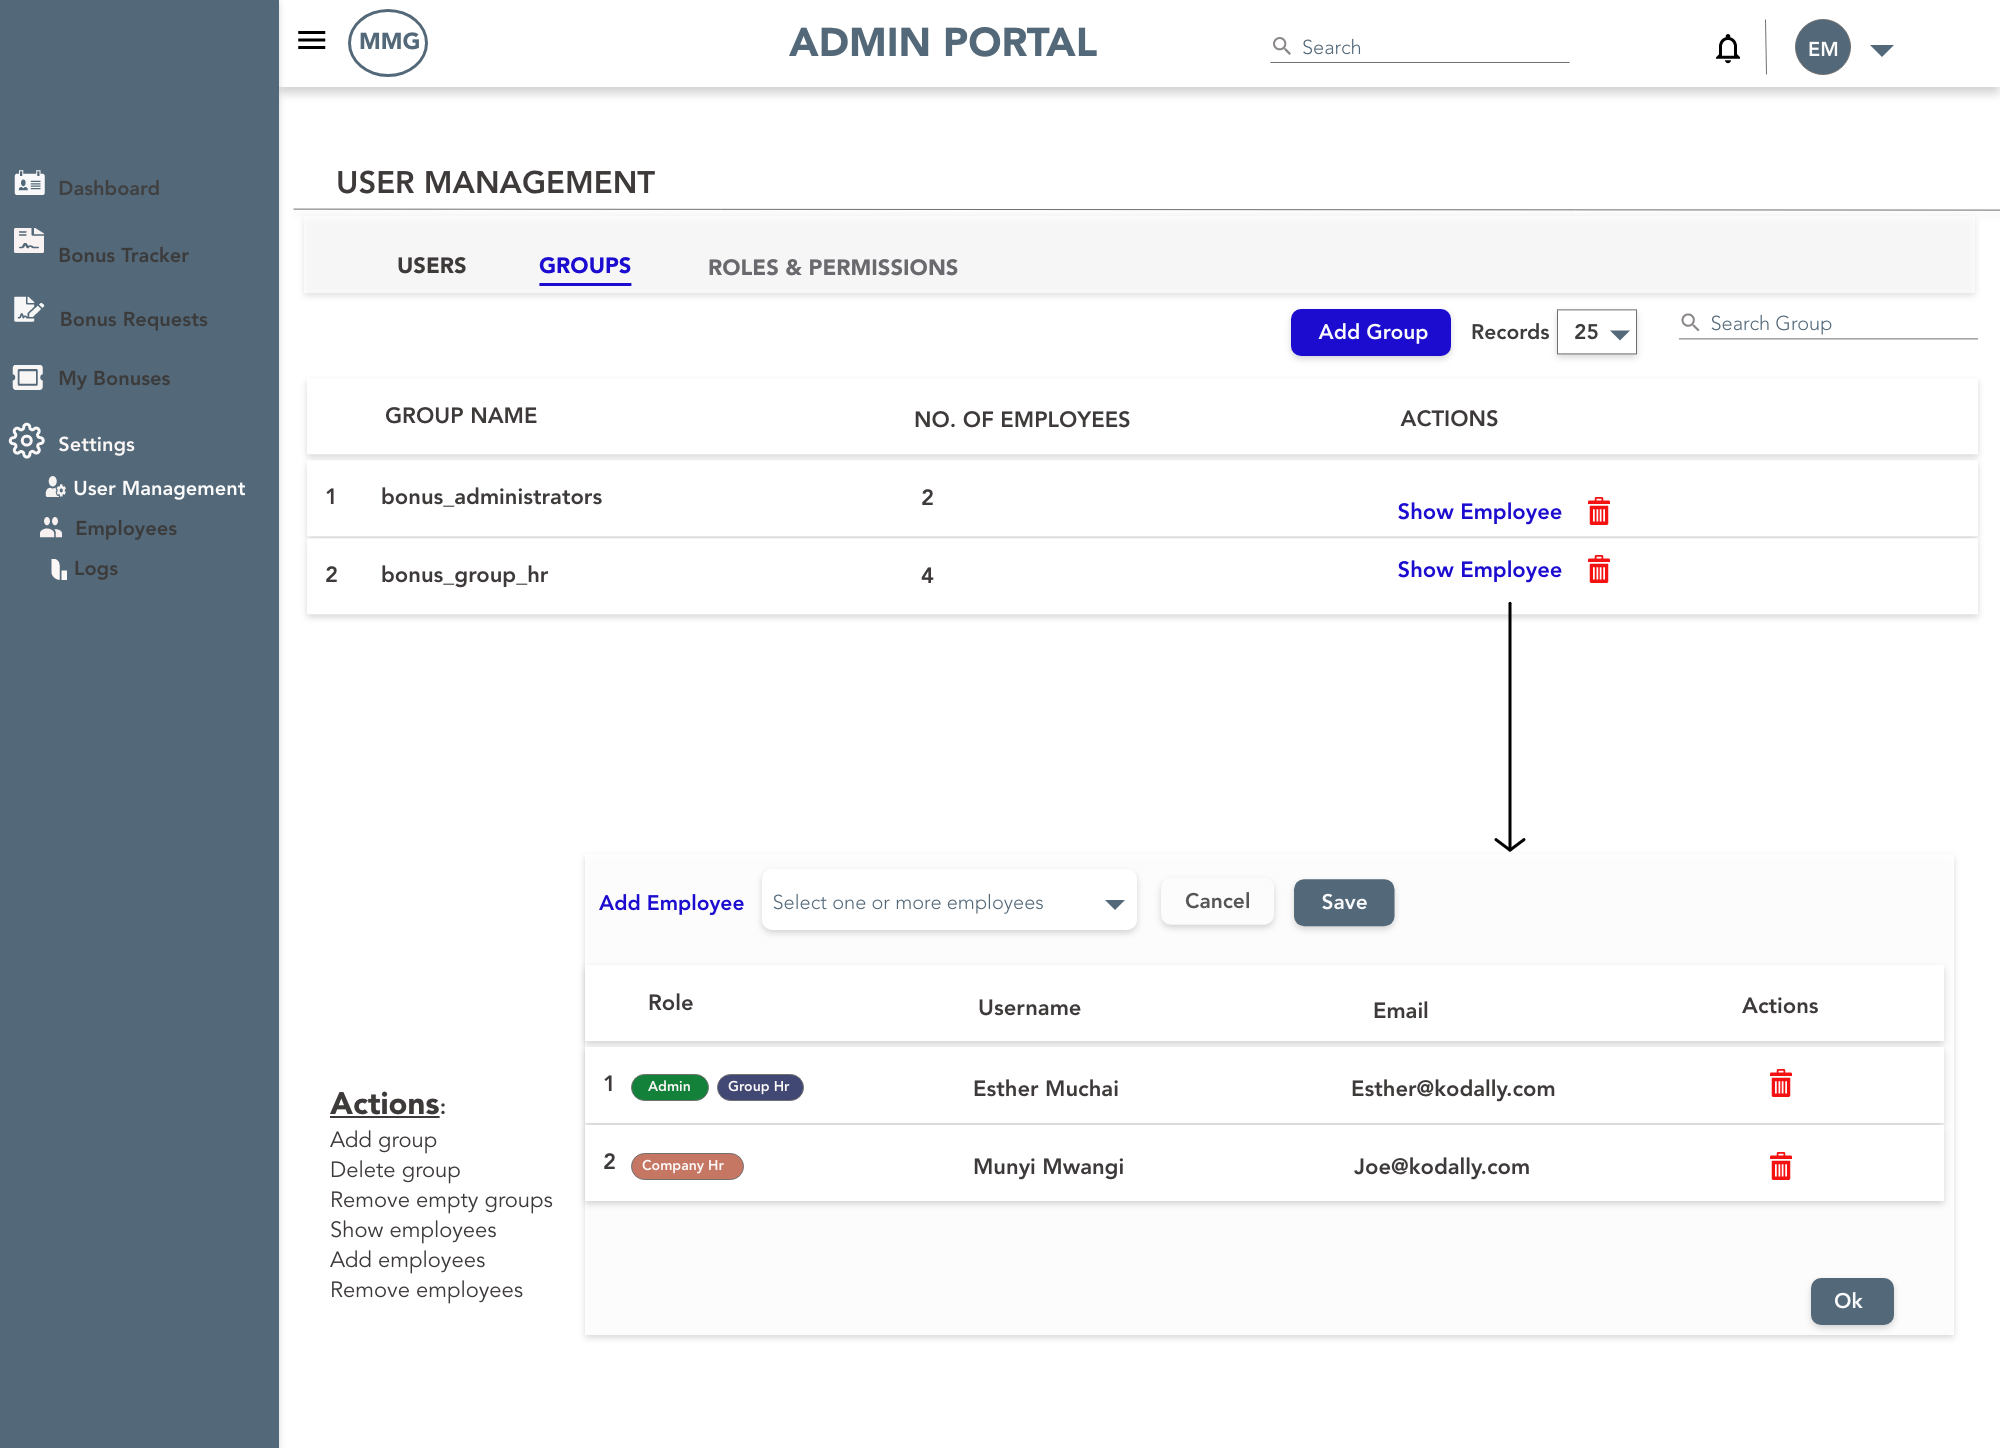 MMG
ADMIN PORTAL
Search
EM
Dashboard
Bonus Tracker
Bonus Requests
My Bonuses
Settings
User Management
Employees
Logs
USER MANAGEMENT
USERS GROUPS ROLES & PERMISSIONS
Add Group Records 25 Search Group
GROUP NAME NO. OF EMPLOYEES ACTIONS
1 bonus_administrators 2 Show Employee
2 bonus_group_hr 4 Show Employee
Add Employee Select one or more employees Cancel Save
Role Username Email Actions
1 Admin Group Hr Esther Muchai Esther@kodally.com
2 Company Hr Munyi Mwangi Joe@kodally.com
Ok
Actions:
Add group
Delete group
Remove empty groups
Show employees
Add employees
Remove employees